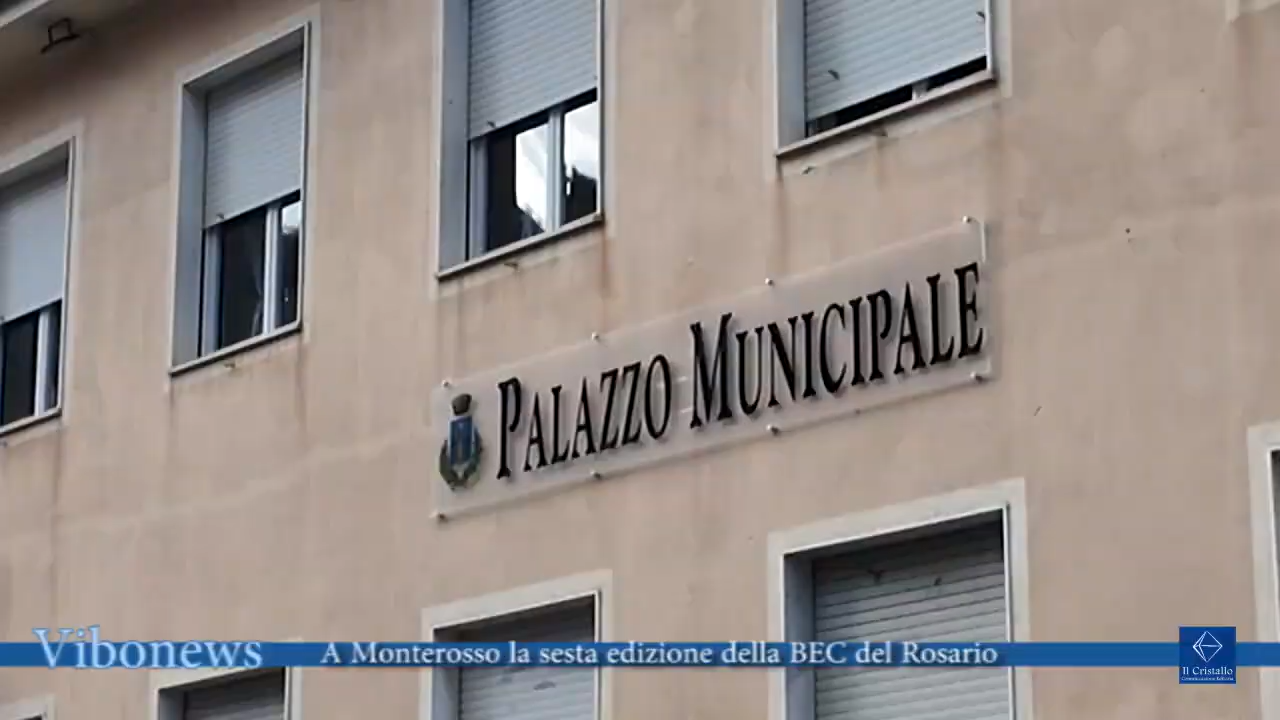 PALAZZO MUNICIPALE
Vibonews
A Monterosso la sesta edizione della BEC del Rosario
Il Cristallo